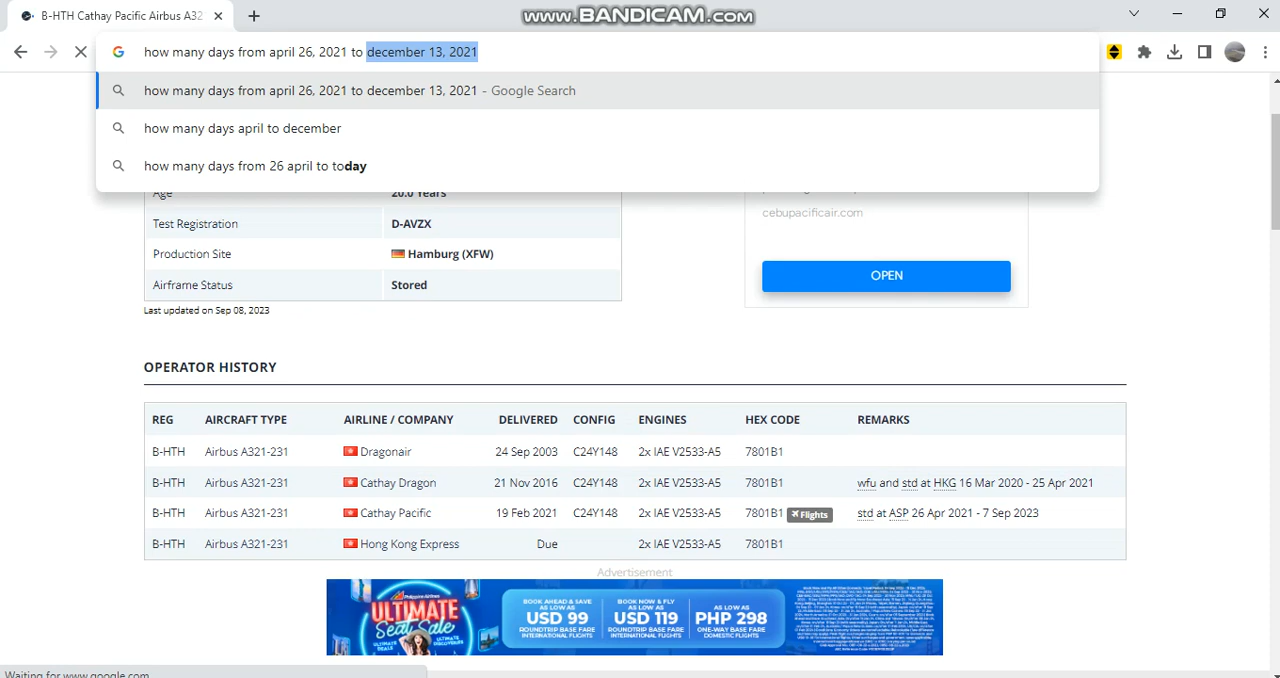 www.BANDICAM.com
B-HTH Cathay Pacific Airbus A32
how many days from april 26, 2021 to december 13, 2021
how many days from april 26, 2021 to december 13, 2021 - Google Search
how many days april to december
how many days from 26 april to today
Age 20.0 Years
cebupacificair.com
Test Registration D-AVZX
Production Site Hamburg (XFW)
OPEN
Airframe Status Stored
Last updated on Sep 08, 2023
OPERATOR HISTORY
REG AIRCRAFT TYPE AIRLINE / COMPANY DELIVERED CONFIG ENGINES HEX CODE REMARKS
B-HTH Airbus A321-231 Dragonair 24 Sep 2003 C24Y148 2x IAE V2533-A5 7801B1
B-HTH Airbus A321-231 Cathay Dragon 21 Nov 2016 C24Y148 2x IAE V2533-A5 7801B1 wfu and std at HKG 16 Mar 2020 - 25 Apr 2021
B-HTH Airbus A321-231 Cathay Pacific 19 Feb 2021 C24Y148 2x IAE V2533-A5 7801B1 Flights std at ASP 26 Apr 2021 - 7 Sep 2023
B-HTH Airbus A321-231 Hong Kong Express Due 2x IAE V2533-A5 7801B1
Advertisement
Philippine Airlines
ULTIMATE
Seat Sale
BOOK AHEAD & SAVE
AS LOW AS
USD 99
ROUNDTRIP BASE FARE
INTERNATIONAL FLIGHTS
BOOK NOW & FLY
AS LOW AS
USD 119
ROUNDTRIP BASE FARE
INTERNATIONAL FLIGHTS
AS LOW AS
PHP 298
ONE-WAY BASE FARE
DOMESTIC FLIGHTS
Waiting for www.google.com